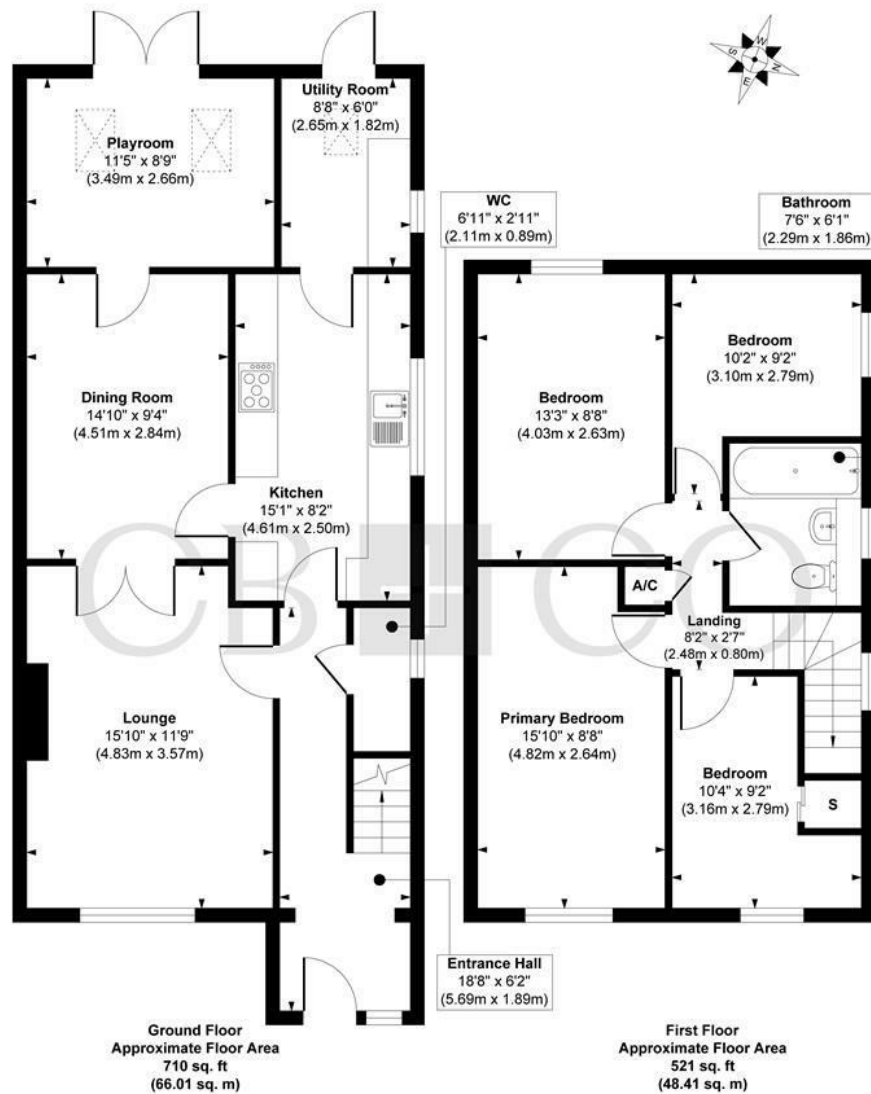 Playroom
11'5" x 8'9"
(3.49m x 2.66m)
Utility Room
8'8" x 6'0"
(2.65m x 1.82m)
W
S
N
E
WC
6'11" x 2'11"
(2.11m x 0.89m)
Bathroom
7'6" x 6'1"
(2.29m x 1.86m)
Dining Room
14'10" x 9'4"
(4.51m x 2.84m)
Kitchen
15'1" x 8'2"
(4.61m x 2.50m)
Bedroom
13'3" x 8'8"
(4.03m x 2.63m)
Bedroom
10'2" x 9'2"
(3.10m x 2.79m)
CB CO
A/C
Landing
8'2" x 2'7"
(2.48m x 0.80m)
Lounge
15'10" x 11'9"
(4.83m x 3.57m)
Primary Bedroom
15'10" x 8'8"
(4.82m x 2.64m)
Bedroom
10'4" x 9'2"
(3.16m x 2.79m)
S
Entrance Hall
18'8" x 6'2"
(5.69m x 1.89m)
Ground Floor
Approximate Floor Area
710 sq. ft
(66.01 sq. m)
First Floor
Approximate Floor Area
521 sq. ft
(48.41 sq. m)